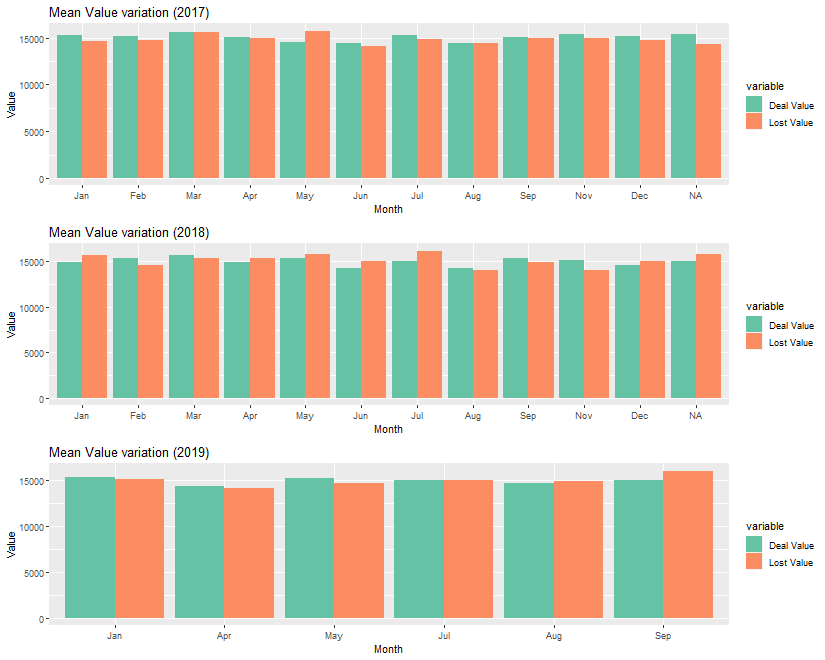 Mean Value variation (2017)
15000
10000
5000
0
Value
Jan Feb Mar Apr May Jun Jul Aug Sep Nov Dec NA
Month
variable
Deal Value
Lost Value
Mean Value variation (2018)
15000
10000
5000
0
Value
Jan Feb Mar Apr May Jun Jul Aug Sep Nov Dec NA
Month
variable
Deal Value
Lost Value
Mean Value variation (2019)
15000
10000
5000
0
Value
Jan Apr May Jul Aug Sep
Month
variable
Deal Value
Lost Value